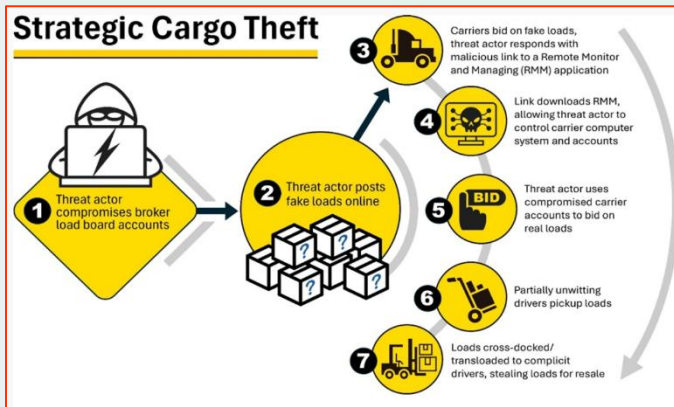 Strategic Cargo Theft
1
Threat actor
compromises broker
load board accounts
2
Threat actor posts
fake loads online
? ? ? ? ? ?
3
Carriers bid on fake loads,
threat actor responds with
malicious link to a Remote Monitor
and Managing (RMM) application
4
Link downloads RMM,
allowing threat actor to
control carrier computer
system and accounts
5
BID
Threat actor uses
compromised carrier
accounts to bid on
real loads
6
Partially unwitting
drivers pickup loads
7
Loads cross-docked/
transloaded to complicit
drivers, stealing loads for resale